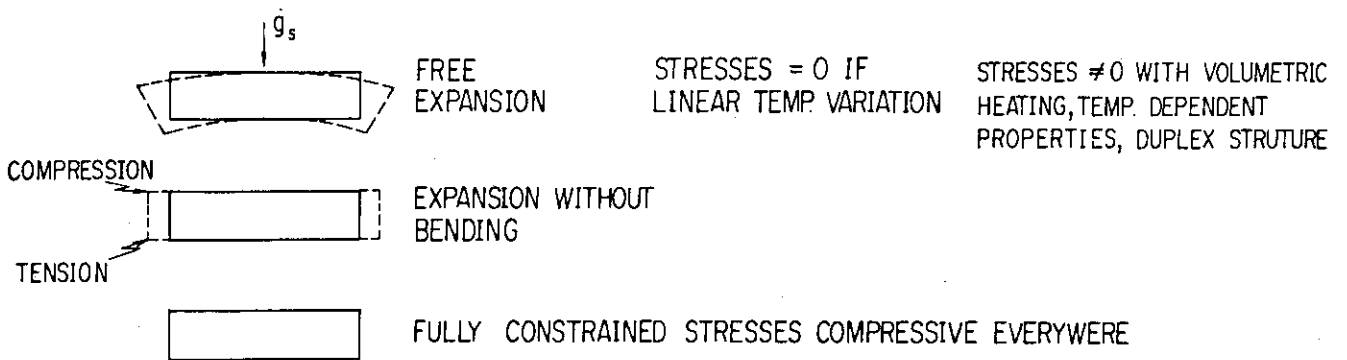 ġₛ
FREE
EXPANSION
STRESSES = 0 IF
LINEAR TEMP. VARIATION
STRESSES ≠ 0 WITH VOLUMETRIC
HEATING, TEMP. DEPENDENT
PROPERTIES, DUPLEX STRUTURE
COMPRESSION
EXPANSION WITHOUT
BENDING
TENSION
FULLY CONSTRAINED STRESSES COMPRESSIVE EVERYWERE